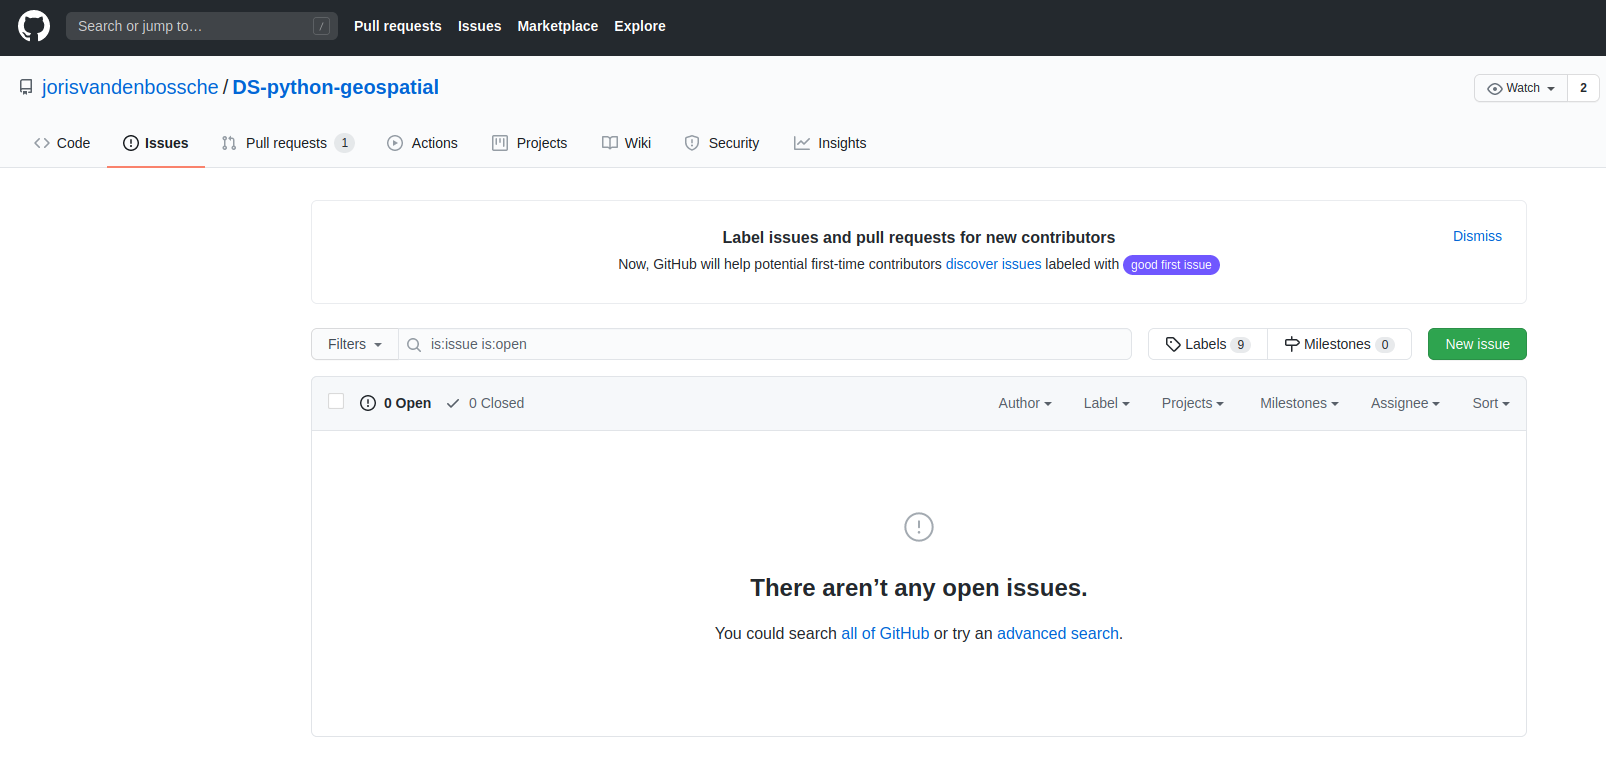 Search or jump to… / Pull requests Issues Marketplace Explore
jorisvandenbossche / DS-python-geospatial Watch 2
Code Issues Pull requests 1 Actions Projects Wiki Security Insights
Label issues and pull requests for new contributors Dismiss
Now, GitHub will help potential first-time contributors discover issues labeled with good first issue
Filters is:issue is:open Labels 9 Milestones 0 New issue
0 Open 0 Closed Author Label Projects Milestones Assignee Sort
There aren’t any open issues.
You could search all of GitHub or try an advanced search.